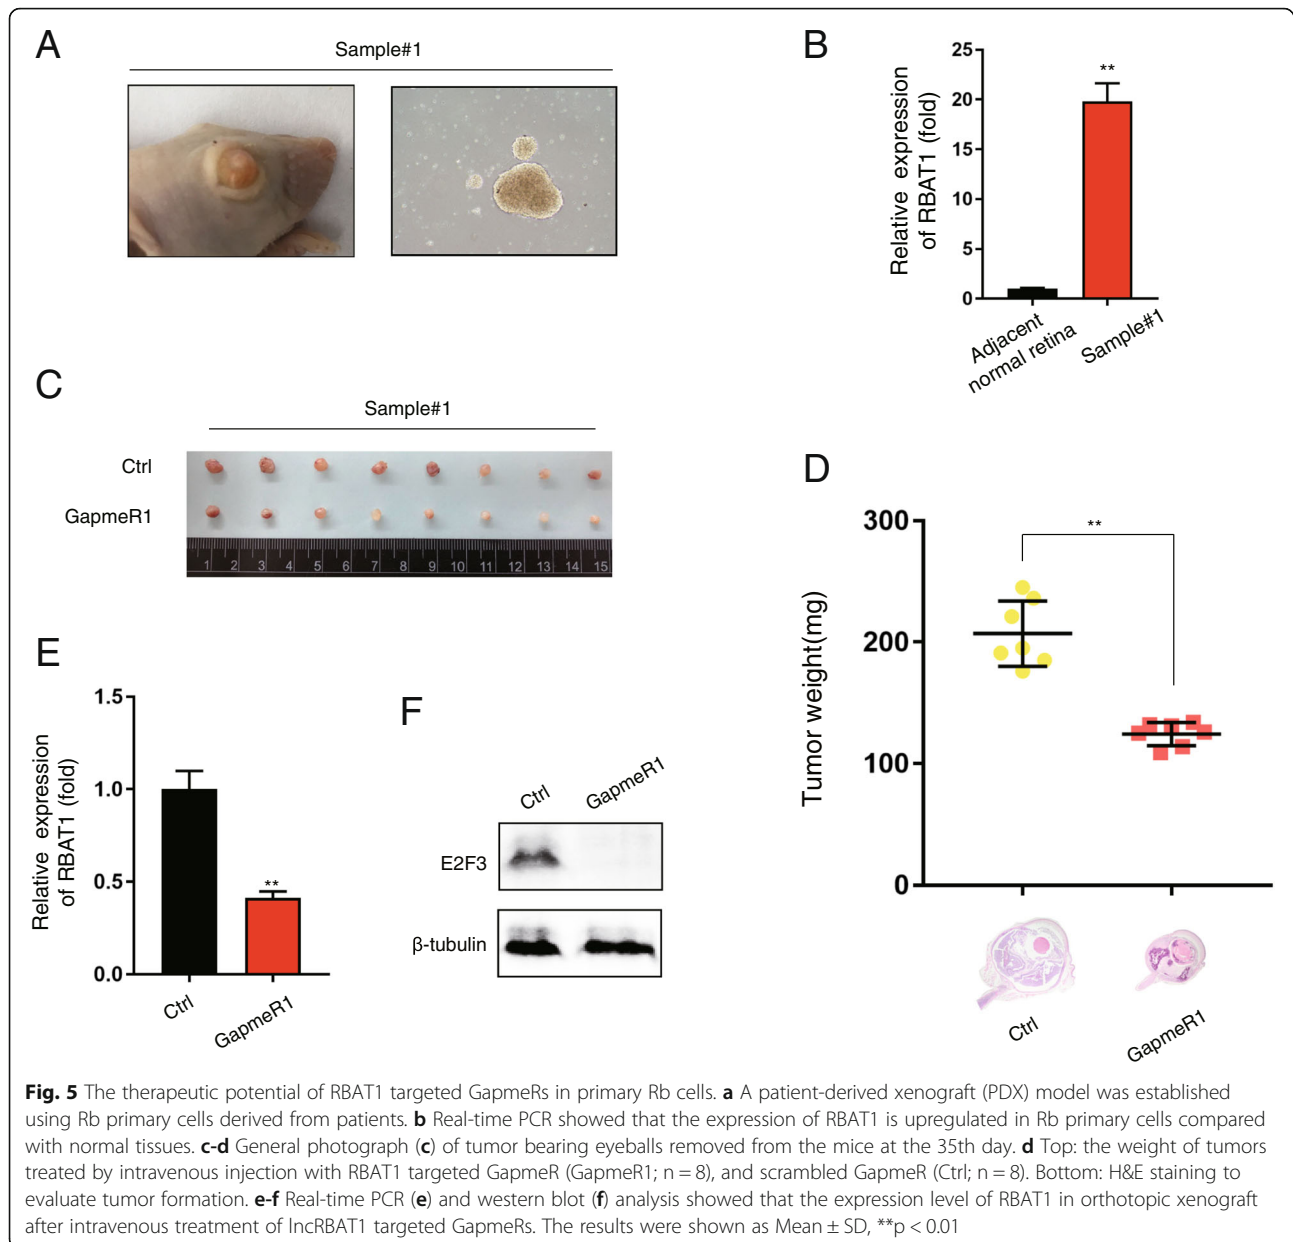 A
Sample#1
B
25
20
15
10
5
0
**
Relative expression
of RBAT1 (fold)
Adjacent
normal retina
Sample#1
C
Sample#1
Ctrl
GapmeR1
1 2 3 4 5 6 7 8 9 10 11 12 13 14 15
D
300
200
100
0
**
Tumor weight(mg)
Ctrl
GapmeR1
E
1.5
1.0
0.5
0.0
**
Relative expression
of RBAT1 (fold)
Ctrl
GapmeR1
F
Ctrl
GapmeR1
E2F3
β-tubulin
Fig. 5 The therapeutic potential of RBAT1 targeted GapmeRs in primary Rb cells. a A patient-derived xenograft (PDX) model was established
using Rb primary cells derived from patients. b Real-time PCR showed that the expression of RBAT1 is upregulated in Rb primary cells compared
with normal tissues. c-d General photograph (c) of tumor bearing eyeballs removed from the mice at the 35th day. d Top: the weight of tumors
treated by intravenous injection with RBAT1 targeted GapmeR (GapmeR1; n = 8), and scrambled GapmeR (Ctrl; n = 8). Bottom: H&E staining to
evaluate tumor formation. e-f Real-time PCR (e) and western blot (f) analysis showed that the expression level of RBAT1 in orthotopic xenograft
after intravenous treatment of lncRBAT1 targeted GapmeRs. The results were shown as Mean ± SD, **p < 0.01